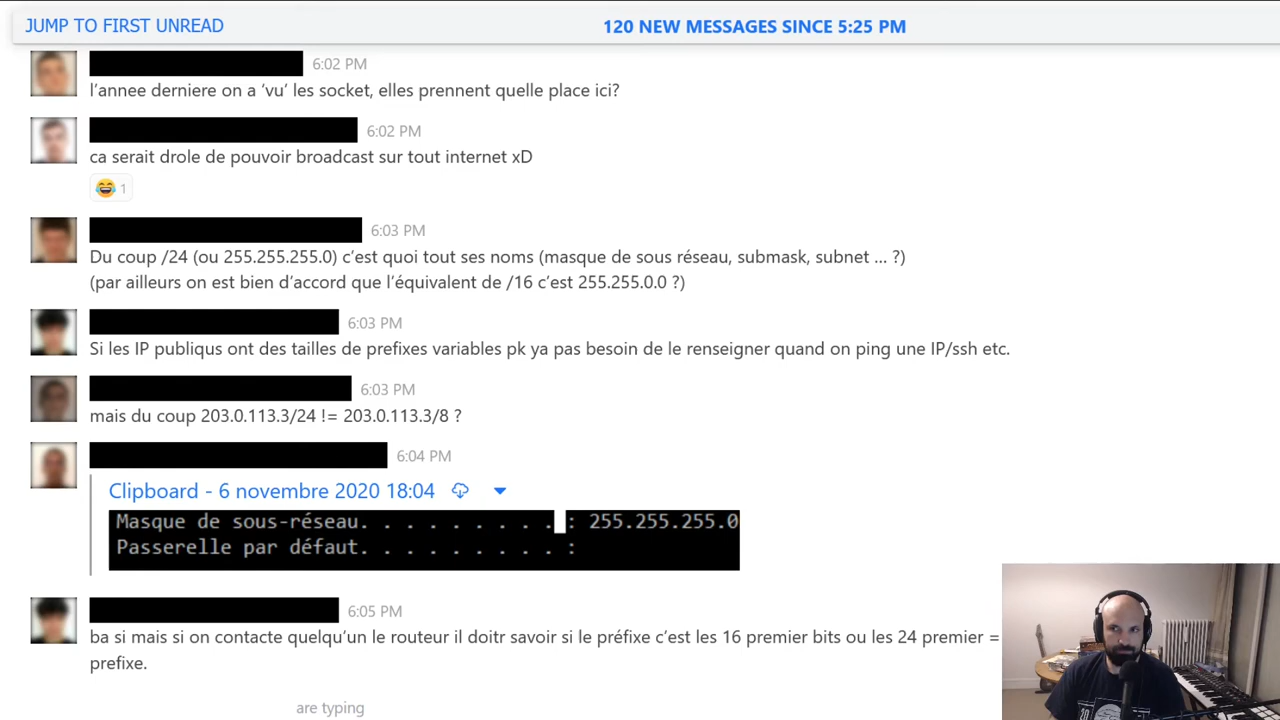 JUMP TO FIRST UNREAD
120 NEW MESSAGES SINCE 5:25 PM
6:02 PM
l’annee derniere on a ‘vu’ les socket, elles prennent quelle place ici?
6:02 PM
ca serait drole de pouvoir broadcast sur tout internet xD
😂 1
6:03 PM
Du coup /24 (ou 255.255.255.0) c’est quoi tout ses noms (masque de sous réseau, submask, subnet ... ?)
(par ailleurs on est bien d’accord que l’équivalent de /16 c’est 255.255.0.0 ?)
6:03 PM
Si les IP publiqus ont des tailles de prefixes variables pk ya pas besoin de le renseigner quand on ping une IP/ssh etc.
6:03 PM
mais du coup 203.0.113.3/24 != 203.0.113.3/8 ?
6:04 PM
Clipboard - 6 novembre 2020 18:04
Masque de sous-réseau. . . . . . . . . . : 255.255.255.0
Passerelle par défaut. . . . . . . . . . :
6:05 PM
ba si mais si on contacte quelqu’un le routeur il doitr savoir si le préfixe c’est les 16 premier bits ou les 24 premier =
prefixe.
are typing